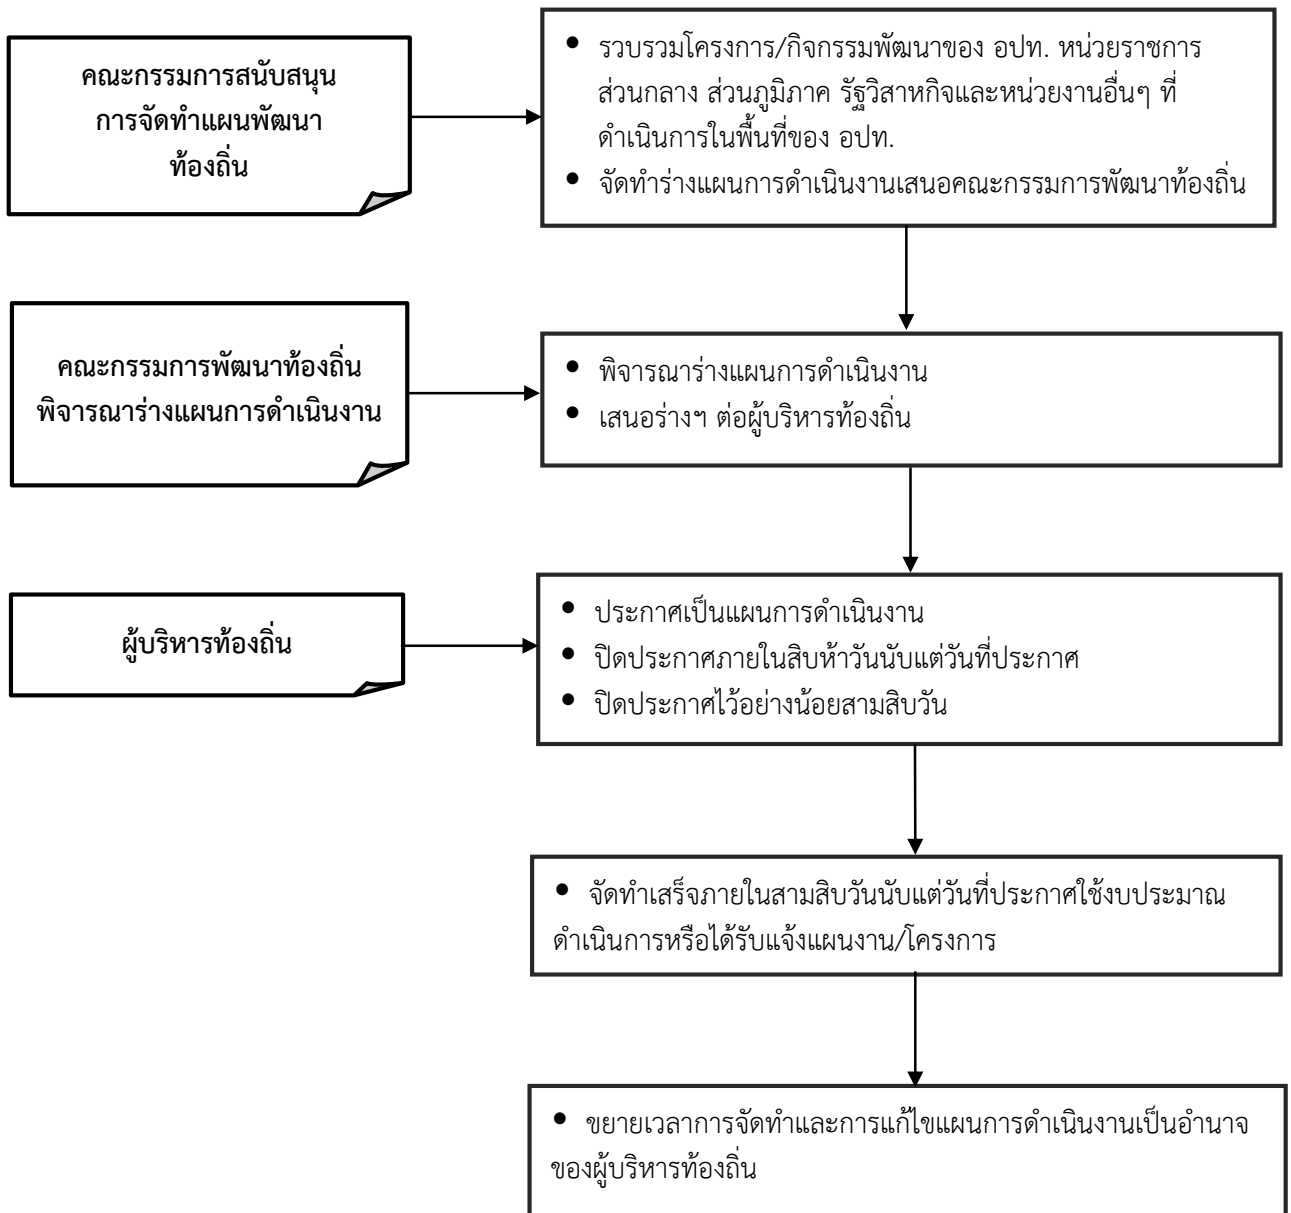 คณะกรรมการสนับสนุน
การจัดทำแผนพัฒนา
ท้องถิ่น
• รวบรวมโครงการ/กิจกรรมพัฒนาของ อปท. หน่วยราชการ
ส่วนกลาง ส่วนภูมิภาค รัฐวิสาหกิจและหน่วยงานอื่นๆ ที่
ดำเนินการในพื้นที่ของ อปท.
• จัดทำร่างแผนการดำเนินงานเสนอคณะกรรมการพัฒนาท้องถิ่น
คณะกรรมการพัฒนาท้องถิ่น
พิจารณาร่างแผนการดำเนินงาน
• พิจารณาร่างแผนการดำเนินงาน
• เสนอร่างฯ ต่อผู้บริหารท้องถิ่น
ผู้บริหารท้องถิ่น
• ประกาศเป็นแผนการดำเนินงาน
• ปิดประกาศภายในสิบห้าวันนับแต่วันที่ประกาศ
• ปิดประกาศไว้อย่างน้อยสามสิบวัน
• จัดทำเสร็จภายในสามสิบวันนับแต่วันที่ประกาศใช้งบประมาณ
ดำเนินการหรือได้รับแจ้งแผนงาน/โครงการ
• ขยายเวลาการจัดทำและการแก้ไขแผนการดำเนินงานเป็นอำนาจ
ของผู้บริหารท้องถิ่น